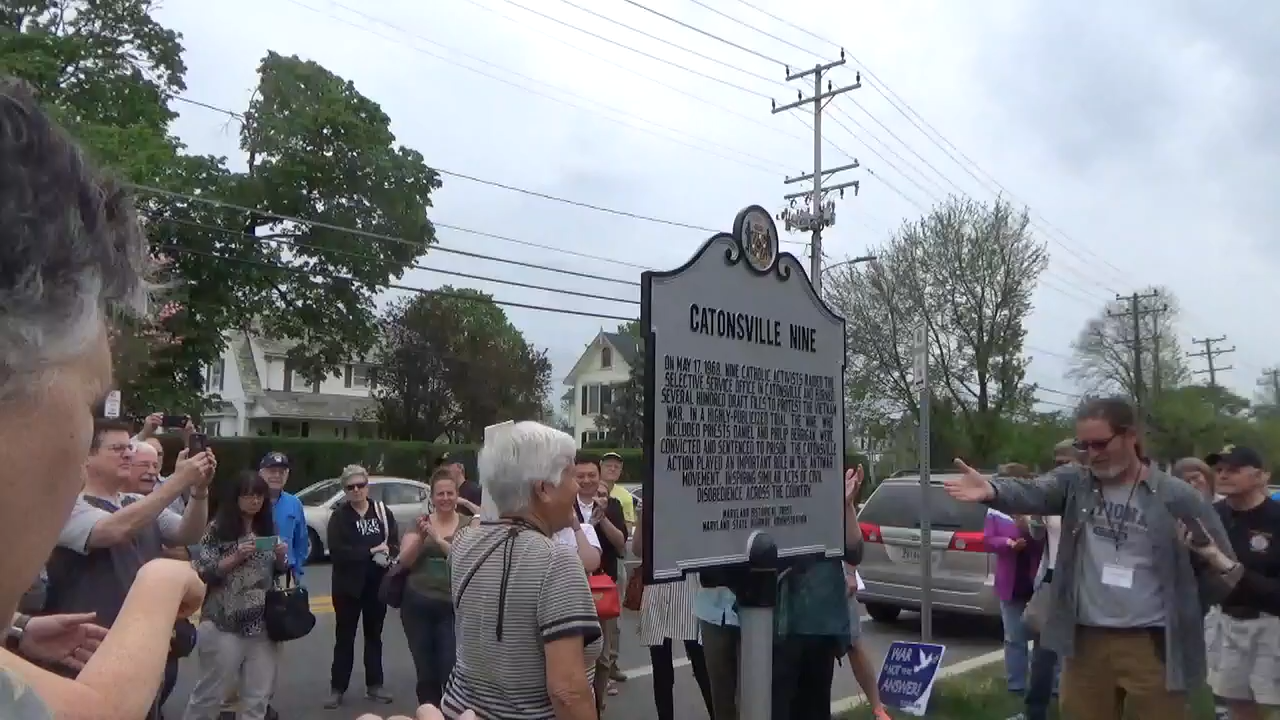 CATONSVILLE NINE
ON MAY 17, 1968, NINE CATHOLIC ACTIVISTS RAIDED THE
SELECTIVE SERVICE OFFICE IN CATONSVILLE AND BURNED
SEVERAL HUNDRED DRAFT FILES TO PROTEST THE VIETNAM
WAR. IN A HIGHLY-PUBLICIZED TRIAL, THE NINE, WHO
INCLUDED PRIESTS DANIEL AND PHILIP BERRIGAN, WERE
CONVICTED AND SENTENCED TO PRISON. THE CATONSVILLE
ACTION PLAYED AN IMPORTANT ROLE IN THE ANTIWAR
MOVEMENT, INSPIRING SIMILAR ACTS OF CIVIL
DISOBEDIENCE ACROSS THE COUNTRY.
MARYLAND HISTORICAL TRUST
MARYLAND STATE HIGHWAY ADMINISTRATION
WAR
IS NOT THE
ANSWER!